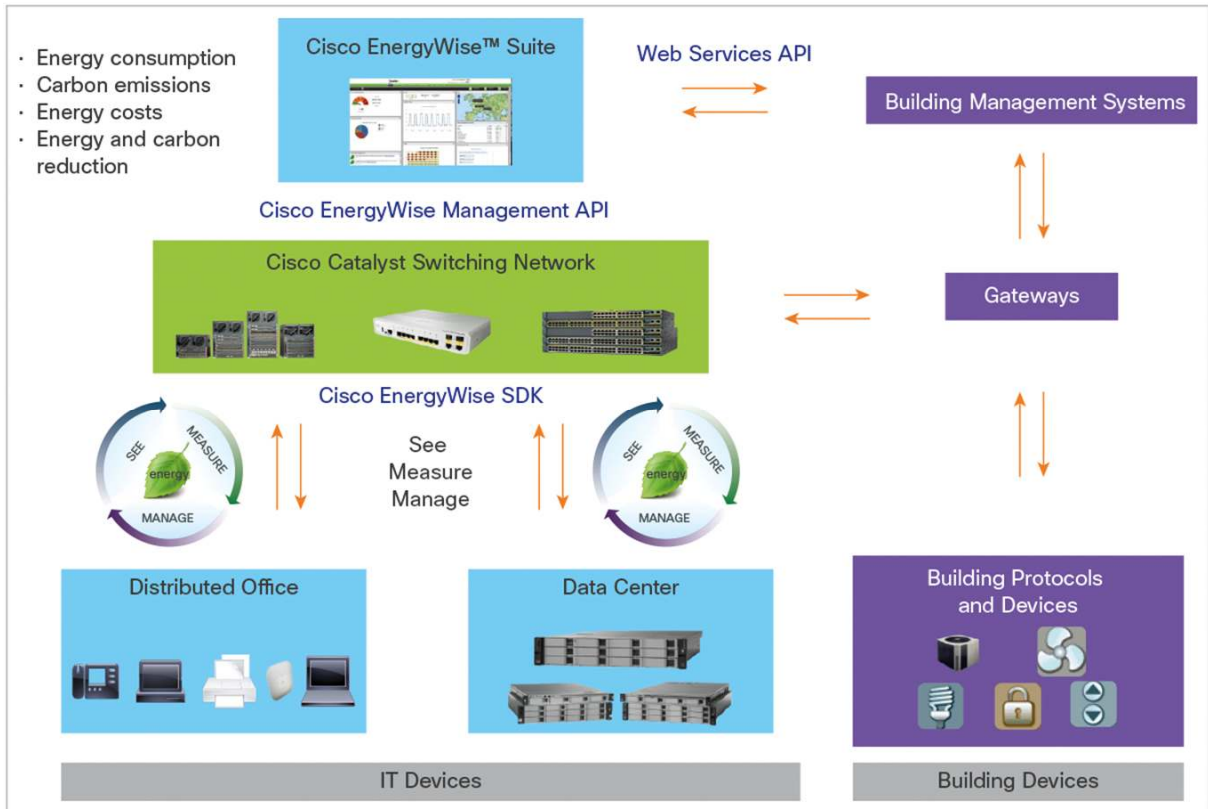 · Energy consumption
· Carbon emissions
· Energy costs
· Energy and carbon
reduction
Cisco EnergyWise™ Suite
Web Services API
Building Management Systems
Cisco EnergyWise Management API
Cisco Catalyst Switching Network
Gateways
Cisco EnergyWise SDK
SEE
MEASURE
energy
MANAGE
See
Measure
Manage
SEE
MEASURE
energy
MANAGE
Distributed Office
Data Center
Building Protocols
and Devices
IT Devices
Building Devices